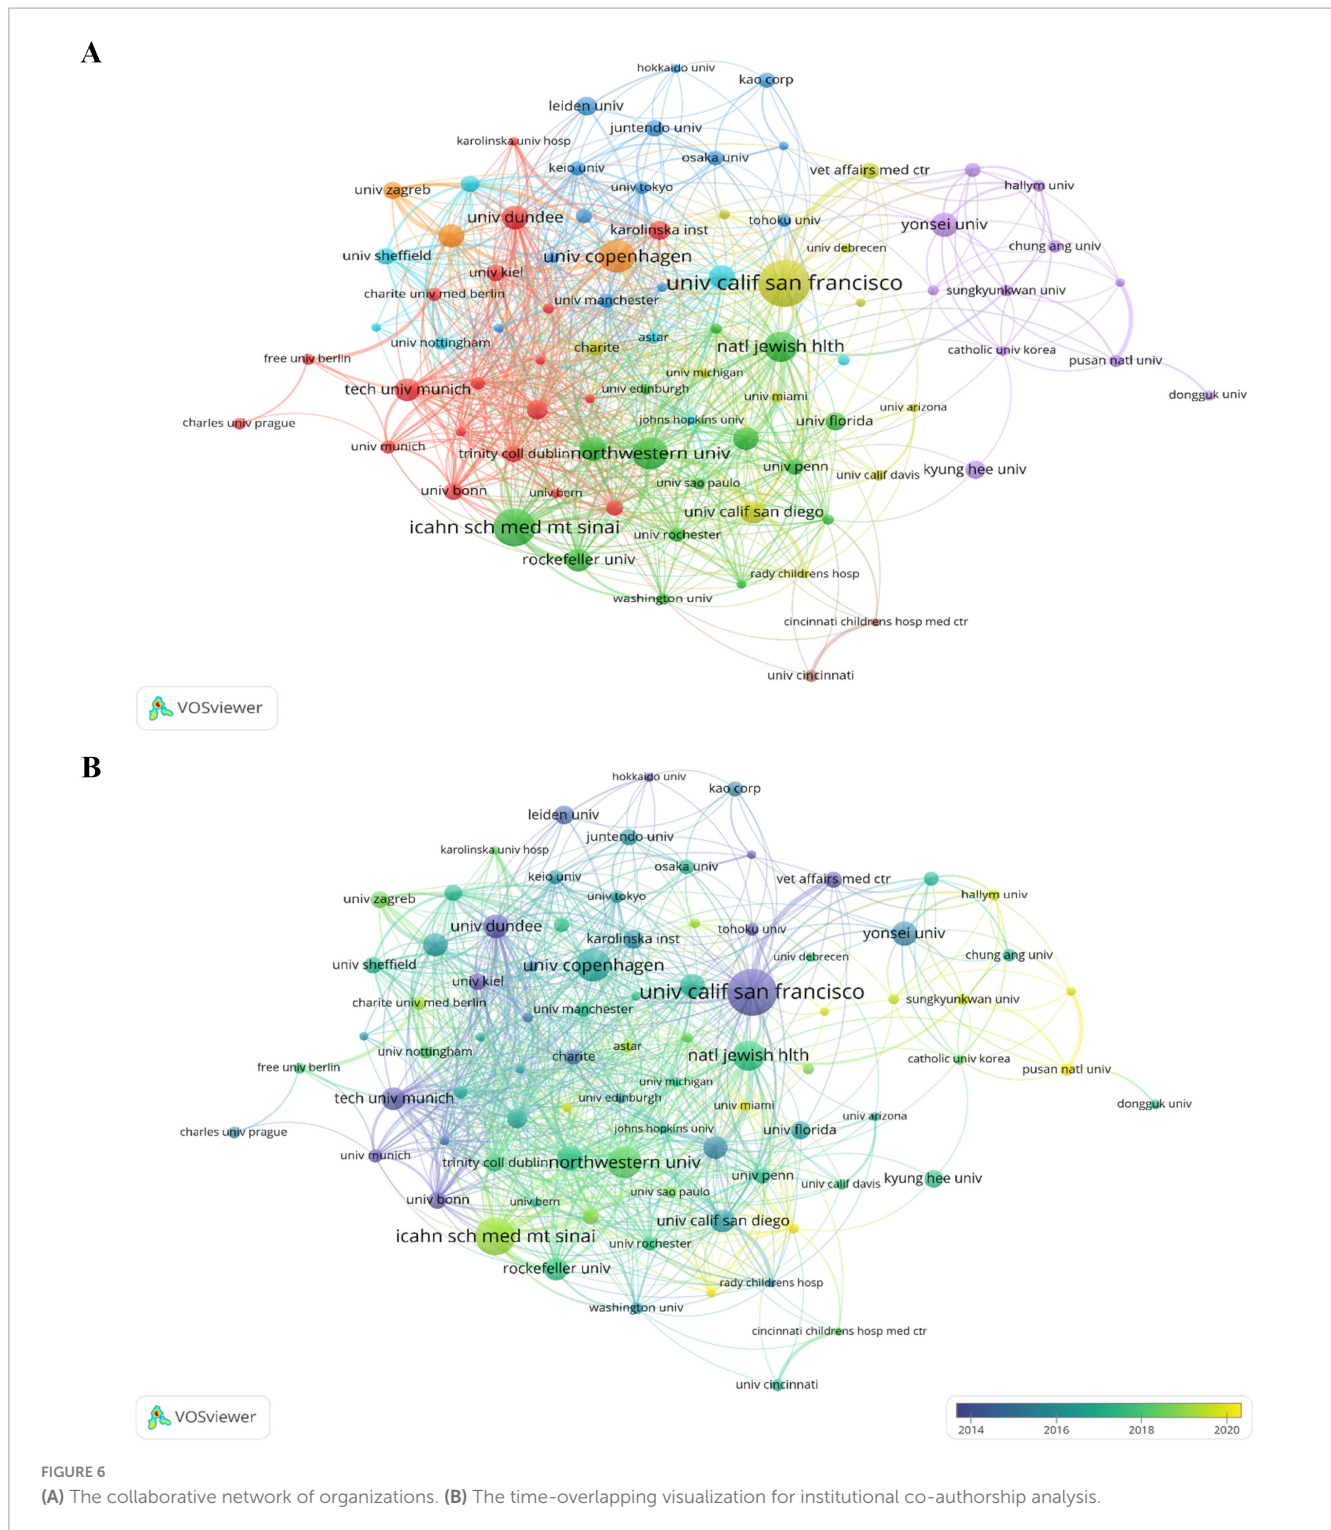 A
hokkaido univ
kao corp
leiden univ
juntendo univ
karolinska univ hosp
osaka univ
keio univ
vet affairs med ctr
univ zagreb
univ tokyo
hallym univ
univ dundee
tohoku univ
yonsei univ
karolinska inst
univ sheffield
univ copenhagen
univ debrecen
chung ang univ
univ kiel
univ calif san francisco
charite univ med berlin
univ manchester
sungkyunkwan univ
univ nottingham
astar
charite
natl jewish hlth
catholic univ korea
free univ berlin
pusan natl univ
univ michigan
tech univ munich
univ edinburgh
univ miami
dongguk univ
univ arizona
charles univ prague
johns hopkins univ
univ florida
univ munich
trinity coll dublin
northwestern univ
univ penn
kyung hee univ
univ calif davis
univ bonn
univ bern
univ sao paulo
univ calif san diego
icahn sch med mt sinai
univ rochester
rockefeller univ
rady childrens hosp
washington univ
cincinnati childrens hosp med ctr
univ cincinnati
VOSviewer
B
hokkaido univ
kao corp
leiden univ
juntendo univ
karolinska univ hosp
osaka univ
keio univ
vet affairs med ctr
univ zagreb
univ tokyo
hallym univ
univ dundee
tohoku univ
yonsei univ
karolinska inst
univ sheffield
univ copenhagen
univ debrecen
chung ang univ
univ kiel
univ calif san francisco
charite univ med berlin
univ manchester
sungkyunkwan univ
univ nottingham
astar
charite
natl jewish hlth
catholic univ korea
free univ berlin
pusan natl univ
univ michigan
tech univ munich
univ edinburgh
univ miami
dongguk univ
univ arizona
charles univ prague
johns hopkins univ
univ florida
univ munich
trinity coll dublin
northwestern univ
univ penn
kyung hee univ
univ calif davis
univ bonn
univ bern
univ sao paulo
univ calif san diego
icahn sch med mt sinai
univ rochester
rockefeller univ
rady childrens hosp
washington univ
cincinnati childrens hosp med ctr
univ cincinnati
VOSviewer
2014 2016 2018 2020
FIGURE 6
(A) The collaborative network of organizations. (B) The time-overlapping visualization for institutional co-authorship analysis.